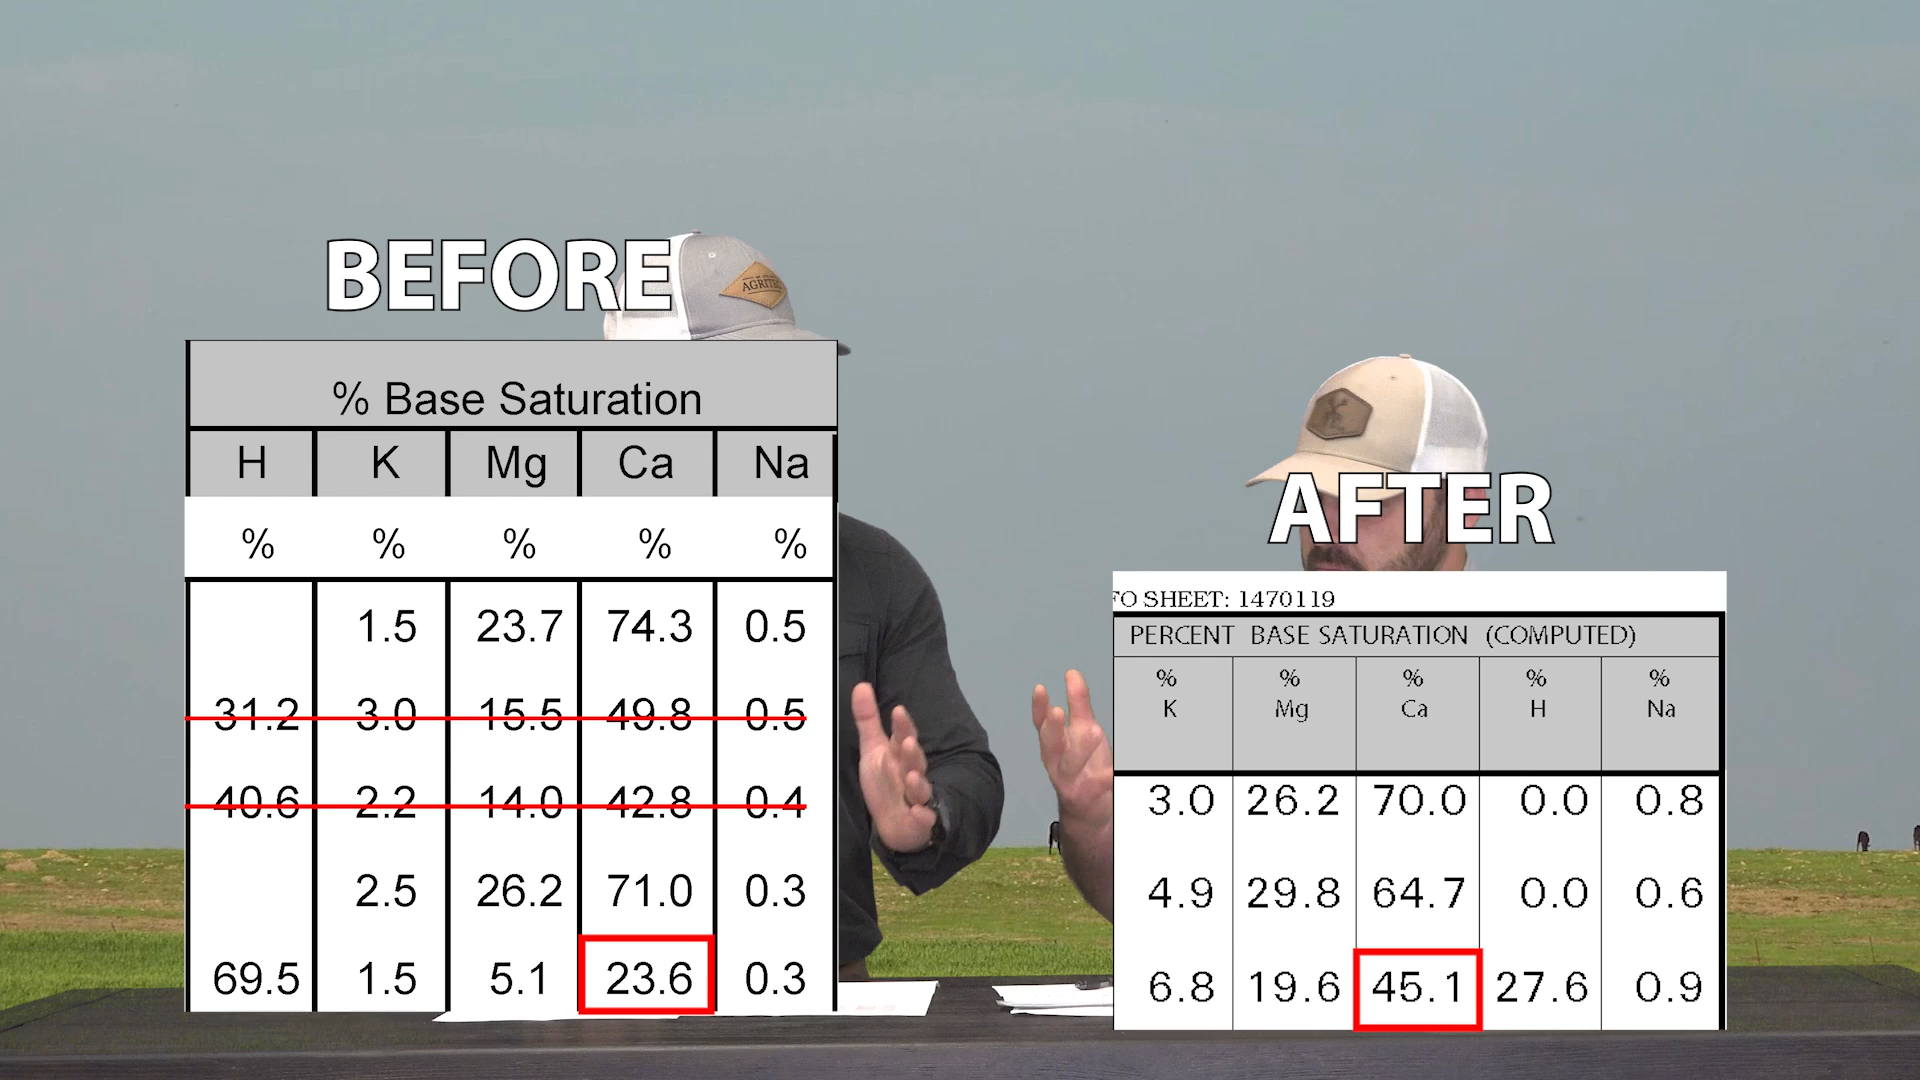 BEFORE
% Base Saturation
H K Mg Ca Na
% % % % %
1.5 23.7 74.3 0.5
31.2 3.0 15.5 49.8 0.5
40.6 2.2 14.0 42.8 0.4
2.5 26.2 71.0 0.3
69.5 1.5 5.1 23.6 0.3
AFTER
FO SHEET: 1470119
PERCENT BASE SATURATION (COMPUTED)
% % % % %
K Mg Ca H Na
3.0 26.2 70.0 0.0 0.8
4.9 29.8 64.7 0.0 0.6
6.8 19.6 45.1 27.6 0.9